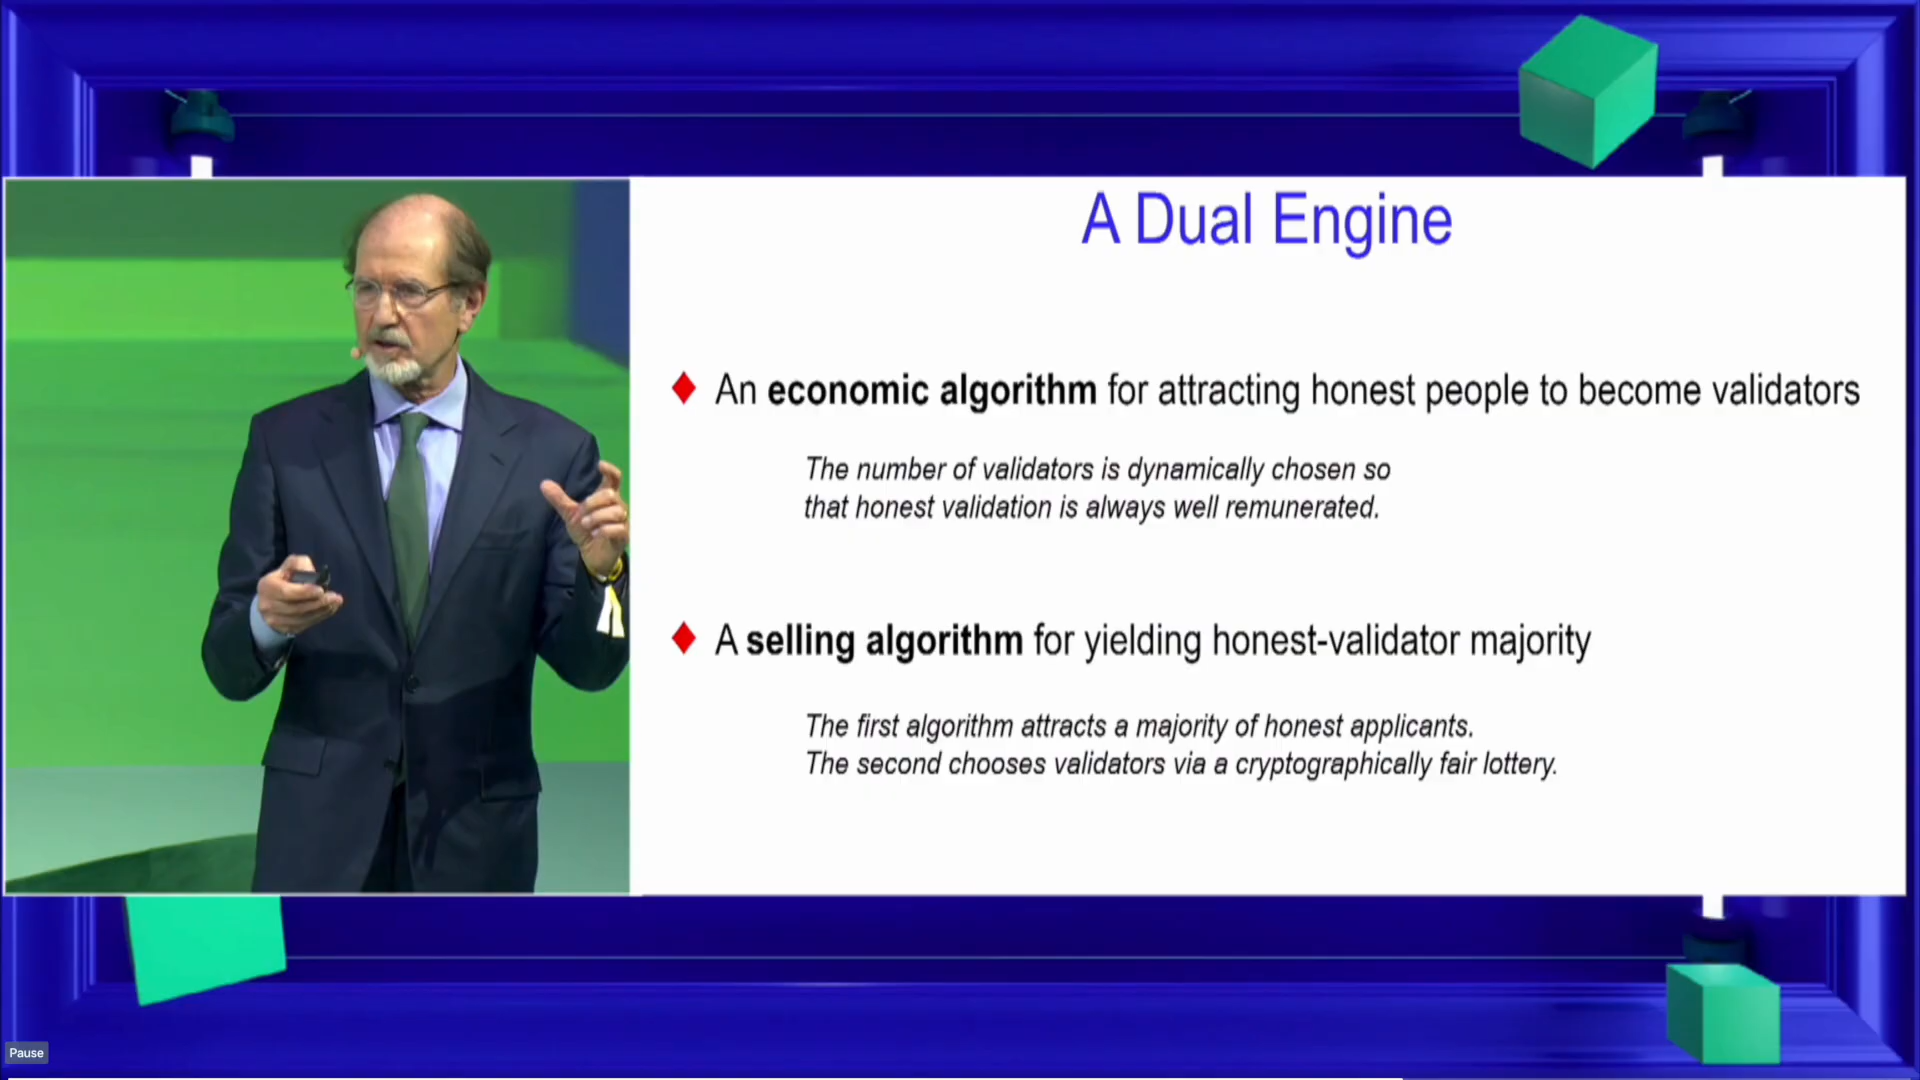 A Dual Engine
An economic algorithm for attracting honest people to become validators
The number of validators is dynamically chosen so
that honest validation is always well remunerated.
A selling algorithm for yielding honest-validator majority
The first algorithm attracts a majority of honest applicants.
The second chooses validators via a cryptographically fair lottery.
Pause